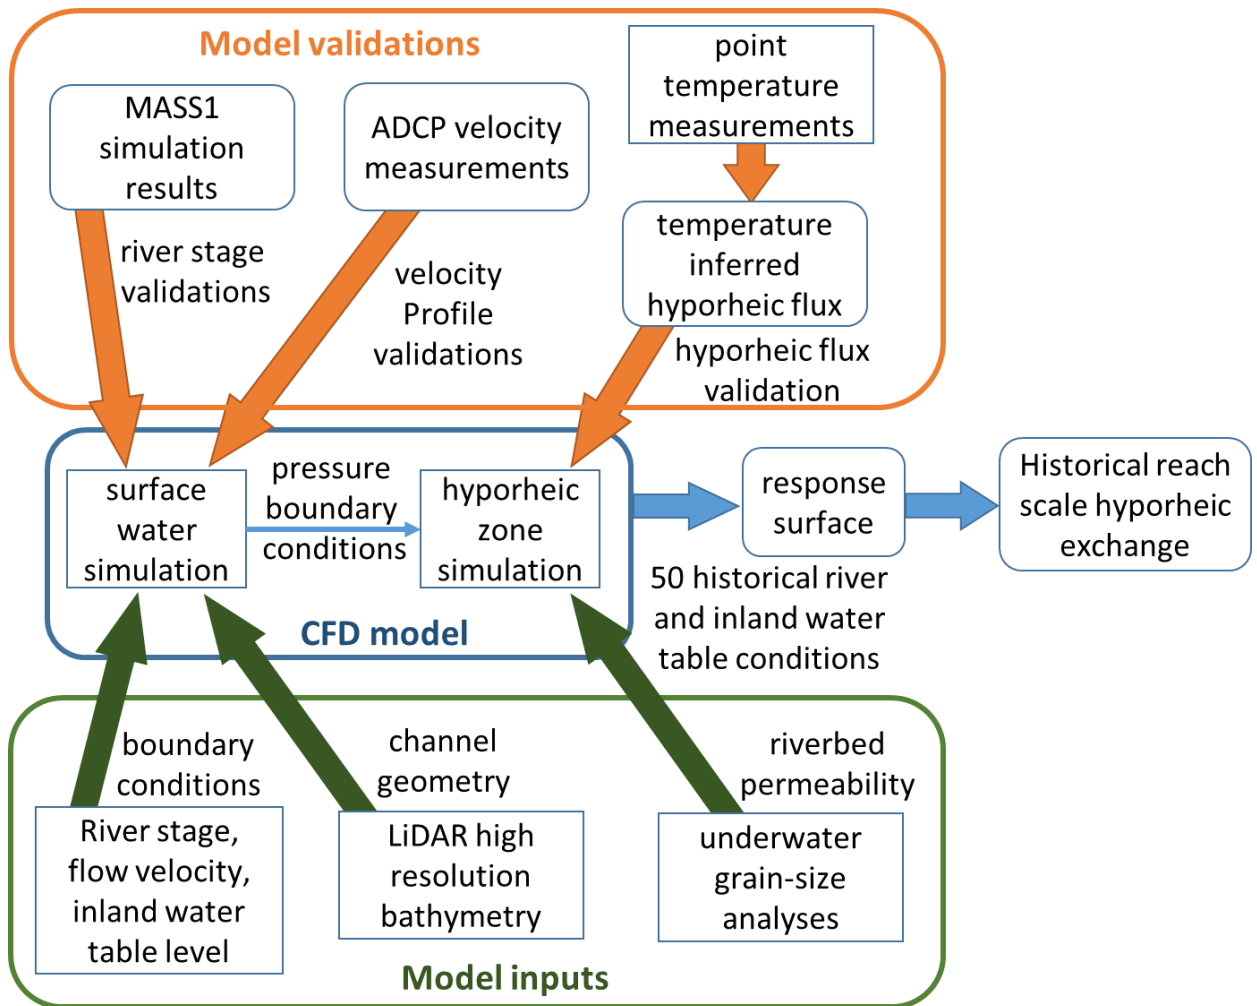 Model validations
MASS1
simulation
results
ADCP velocity
measurements
point
temperature
measurements
river stage
validations
velocity
Profile
validations
temperature
inferred
hyporheic flux
hyporheic flux
validation
surface
water
simulation
pressure
boundary
conditions
hyporheic
zone
simulation
CFD model
response
surface
50 historical river
and inland water
table conditions
Historical reach
scale hyporheic
exchange
boundary
conditions
channel
geometry
riverbed
permeability
River stage,
flow velocity,
inland water
table level
LiDAR high
resolution
bathymetry
underwater
grain-size
analyses
Model inputs